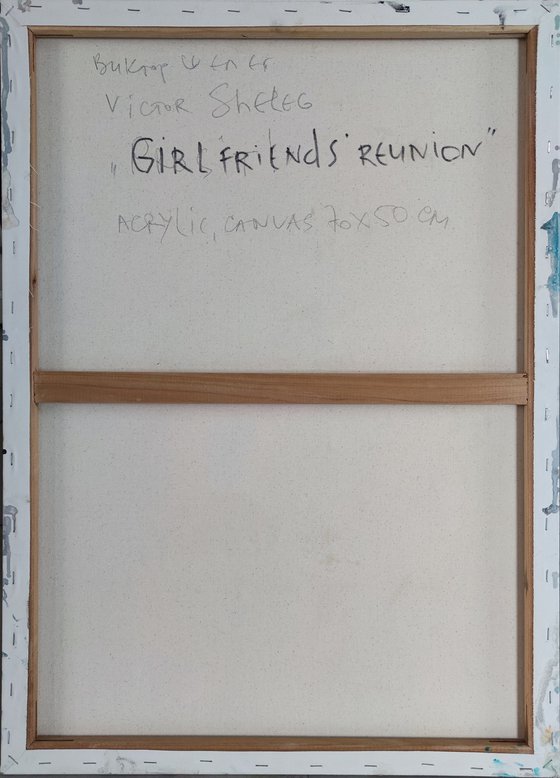 Виктор Шелег
Victor Sheleg
„GIRLFRiENds' REUNION"
ACRYLIC, CANVAS 70x50 cm